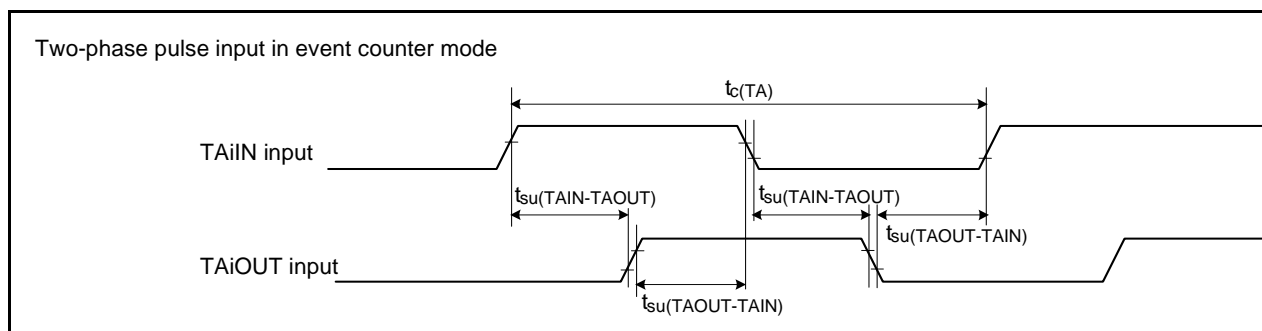 Two-phase pulse input in event counter mode
tc(TA)
TAiIN input
tsu(TAIN-TAOUT)
tsu(TAIN-TAOUT)
tsu(TAOUT-TAIN)
TAiOUT input
tsu(TAOUT-TAIN)